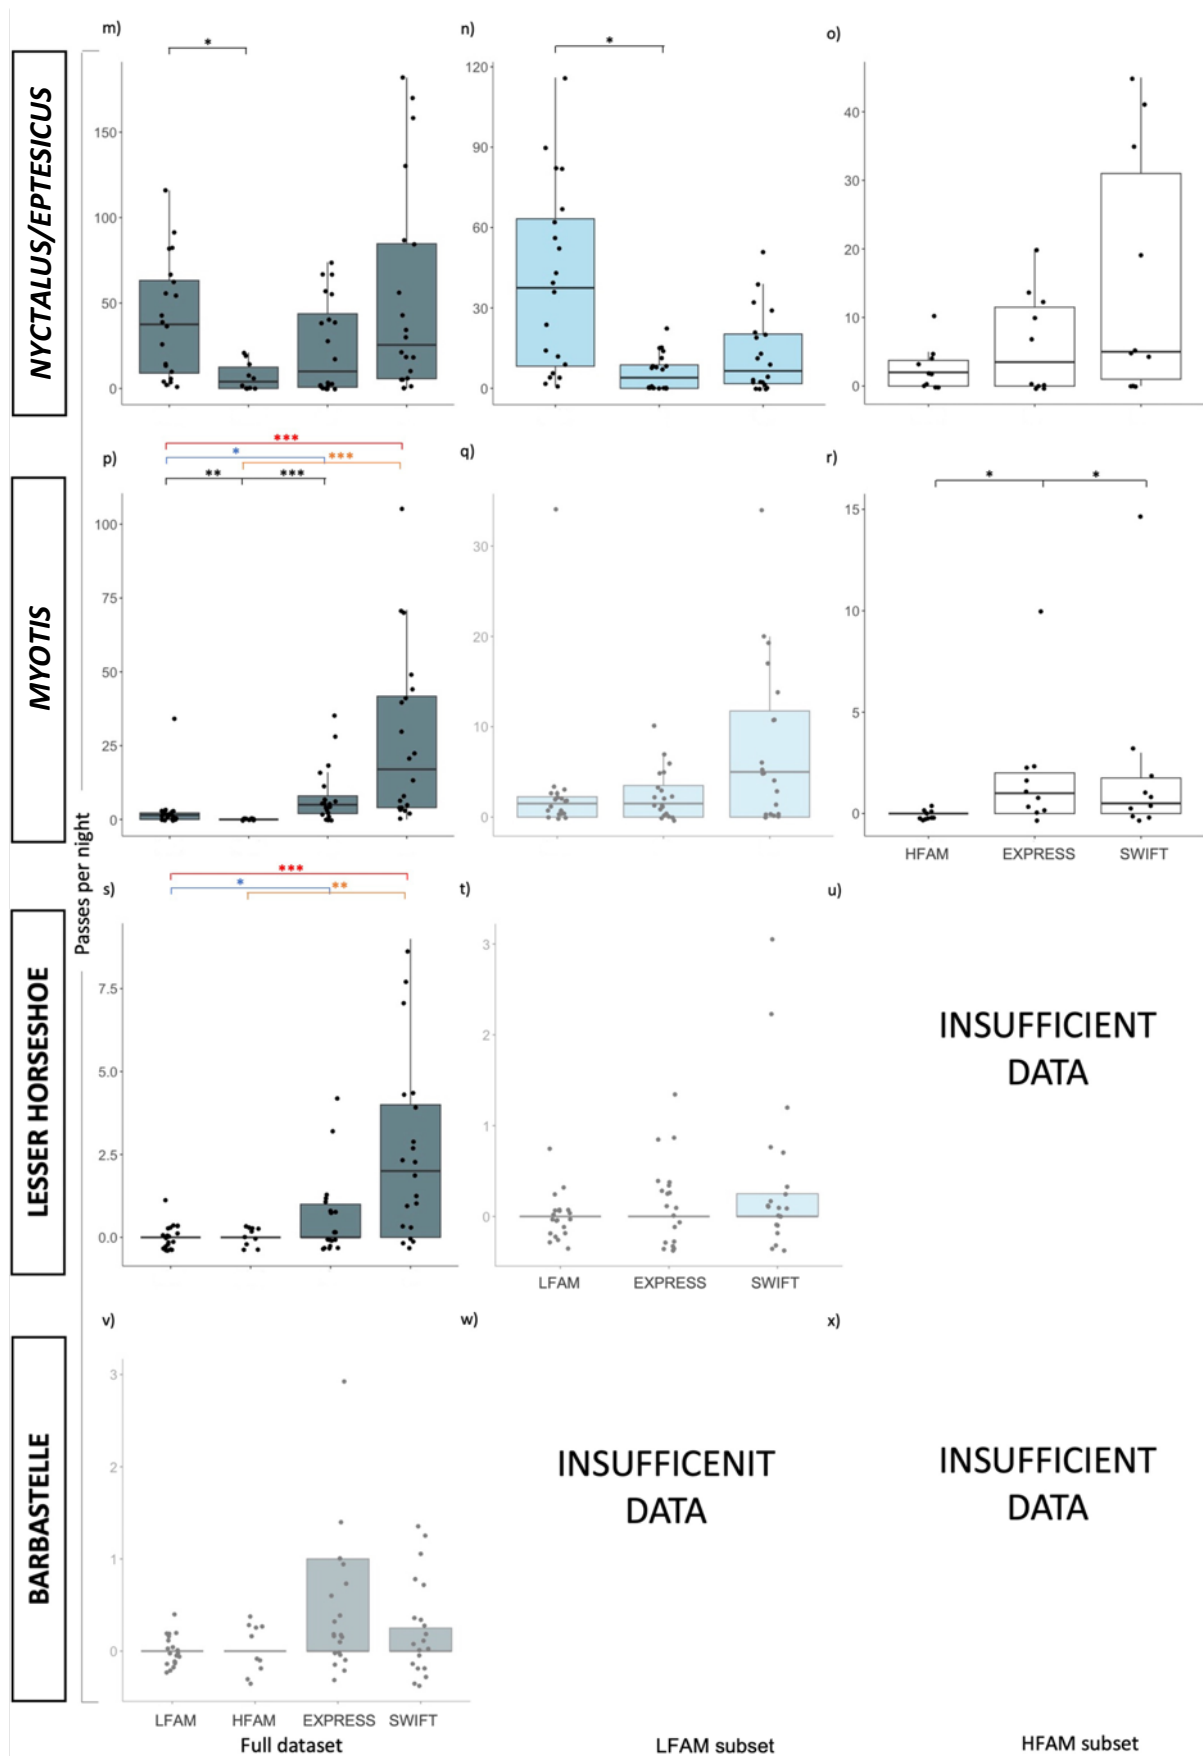 m)
n)
o)
NYCTALUS/EPTESICUS
*
*
150
100
50
0
120
90
60
30
0
40
30
20
10
0
p)
q)
r)
MYOTIS
***
*
***
**
***
*
*
100
75
50
25
0
30
20
10
0
15
10
5
0
HFAM EXPRESS SWIFT
Passes per night
s)
t)
u)
LESSER HORSESHOE
***
*
**
7.5
5.0
2.5
0.0
3
2
1
0
LFAM EXPRESS SWIFT
INSUFFICIENT
DATA
v)
w)
x)
BARBASTELLE
3
2
1
0
LFAM HFAM EXPRESS SWIFT
INSUFFICENIT
DATA
INSUFFICIENT
DATA
Full dataset
LFAM subset
HFAM subset